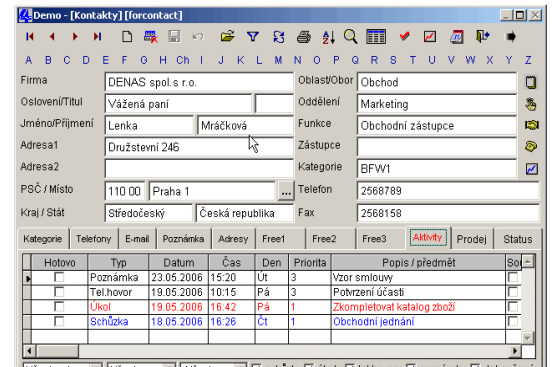 Demo - [Kontakty] [forcontact]
A B C D E F G H Ch I J K L M N O P Q R S T U V W X Y Z
Firma DENAS spol. s r.o. Oblast/Obor Obchod
Oslovení/Titul Vážená paní Oddělení Marketing
Jméno/Příjmení Lenka Mráčková Funkce Obchodní zástupce
Adresa1 Družstevní 246 Zástupce
Adresa2 Kategorie BFW1
PSČ / Místo 110 00 Praha 1 ... Telefon 2568789
Kraj / Stát Středočeský Česká republika Fax 2568158
Kategorie Telefony E-mail Poznámka Adresy Free1 Free2 Free3 Aktivity Prodej Status
Hotovo Typ Datum Čas Den Priorita Popis / předmět Sou
Poznámka 23.05.2006 15:20 Út 3 Vzor smlouvy
Tel.hovor 19.05.2006 10:15 Pá 3 Potvrzení účasti
Úkol 19.05.2006 16:42 Pá 1 Zkompletovat katalog zboží
Schůzka 18.05.2006 16:26 Čt 1 Obchodní jednání